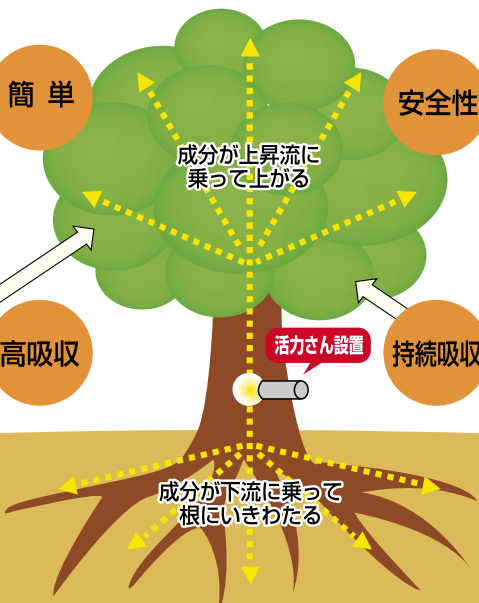 簡単
安全性
成分が上昇流に
乗って上がる
活力さん設置
高吸収
持続吸収
成分が下流に乗って
根にいきわたる